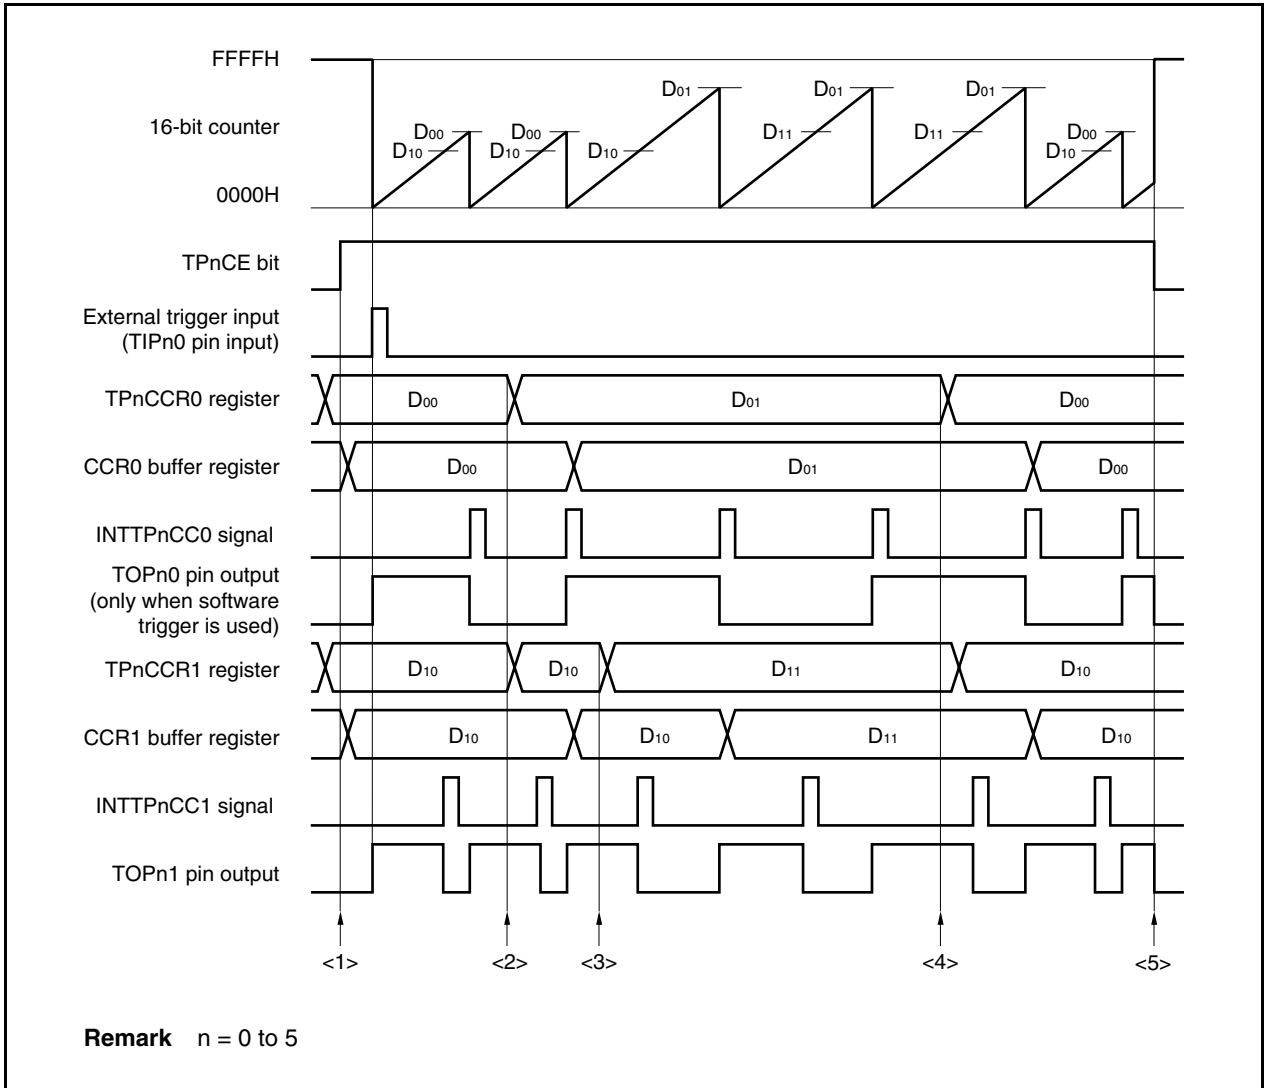 FFFFH
D01 D01 D01
16-bit counter
D00 D00 D11 D11 D00
D10 D10 D10 D10
0000H
TPnCE bit
External trigger input
(TIPn0 pin input)
TPnCCR0 register D00 D01 D00
CCR0 buffer register D00 D01 D00
INTTPnCC0 signal
TOPn0 pin output
(only when software
trigger is used)
TPnCCR1 register D10 D10 D11 D10
CCR1 buffer register D10 D10 D11 D10
INTTPnCC1 signal
TOPn1 pin output
<1> <2> <3> <4> <5>
Remark n = 0 to 5